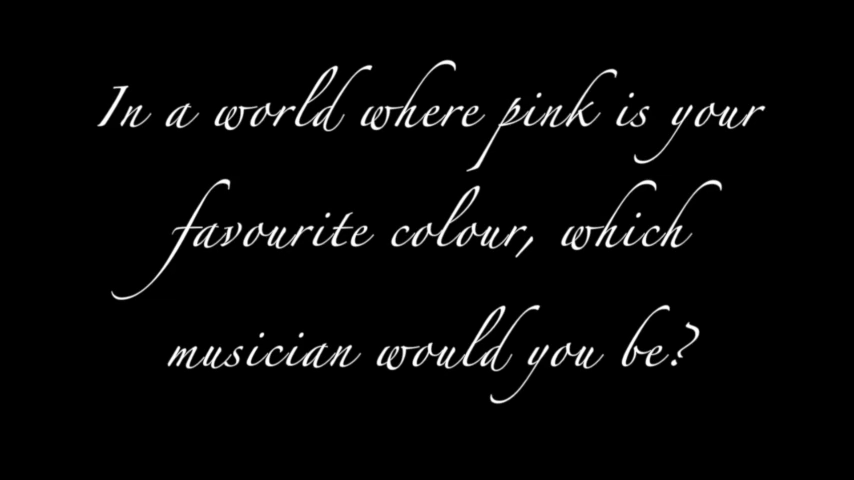 In a world where pink is your
favourite colour, which
musician would you be?